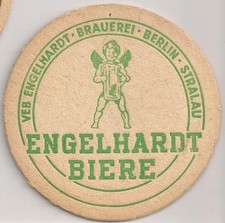 VEB ENGELHARDT · BRAUEREI · BERLIN · STRALAU
ENGELHARDT
BIERE